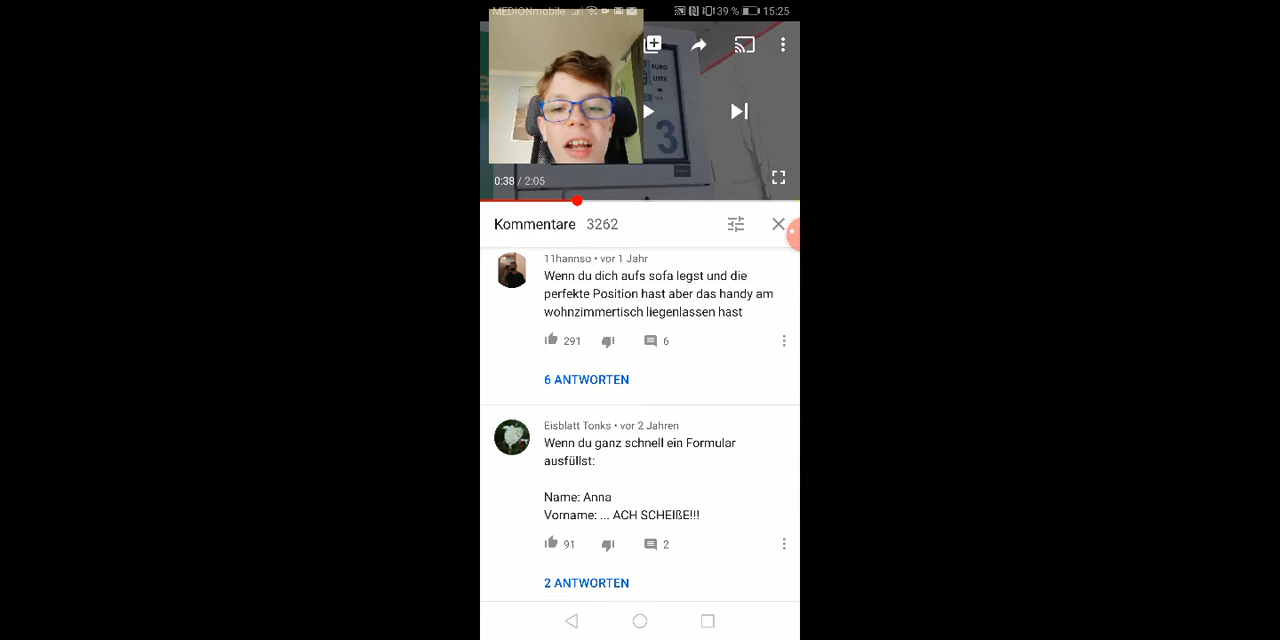 MEDIONmobile 39 % 15:25
EURO
LITER
3
0:38 / 2:05
Kommentare 3262
11hannso • vor 1 Jahr
Wenn du dich aufs sofa legst und die
perfekte Position hast aber das handy am
wohnzimmertisch liegenlassen hast
291 6
6 ANTWORTEN
Eisblatt Tonks • vor 2 Jahren
Wenn du ganz schnell ein Formular
ausfüllst:
Name: Anna
Vorname: ... ACH SCHEIßE!!!
91 2
2 ANTWORTEN